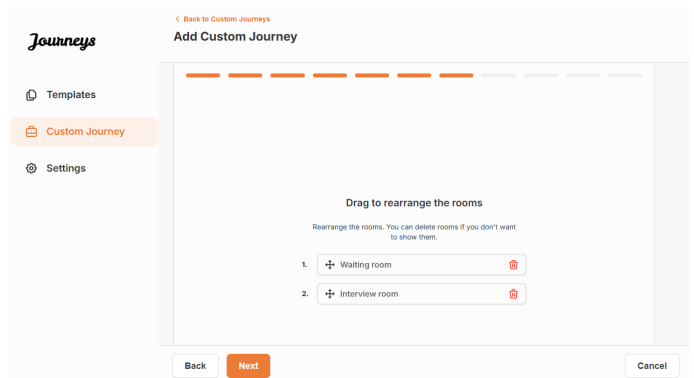 Journeys
Templates
Custom Journey
Settings
< Back to Custom Journeys
Add Custom Journey
Drag to rearrange the rooms
Rearrange the rooms. You can delete rooms if you don't want
to show them.
1. Waiting room
2. Interview room
Back Next Cancel